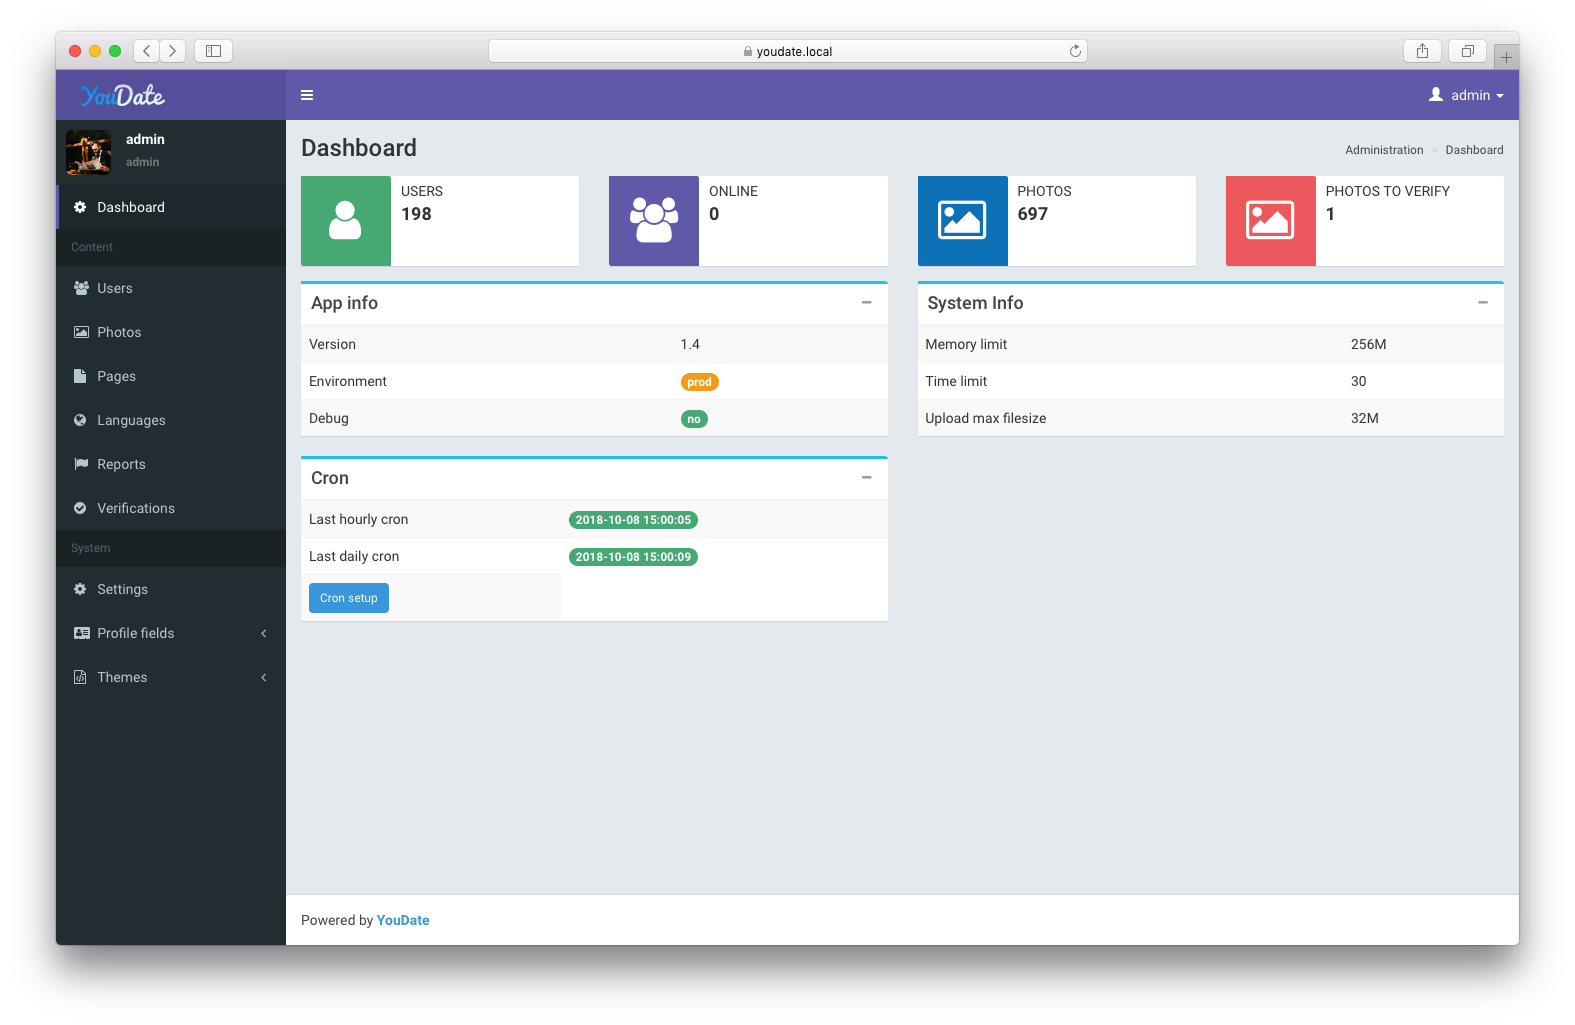 youdate.local
YouDate
admin
admin
admin
Dashboard
Content
Users
Photos
Pages
Languages
Reports
Verifications
System
Settings
Profile fields
Themes
Dashboard
Administration > Dashboard
USERS
198
ONLINE
0
PHOTOS
697
PHOTOS TO VERIFY
1
App info
Version 1.4
Environment prod
Debug no
System Info
Memory limit 256M
Time limit 30
Upload max filesize 32M
Cron
Last hourly cron 2018-10-08 15:00:05
Last daily cron 2018-10-08 15:00:09
Cron setup
Powered by YouDate